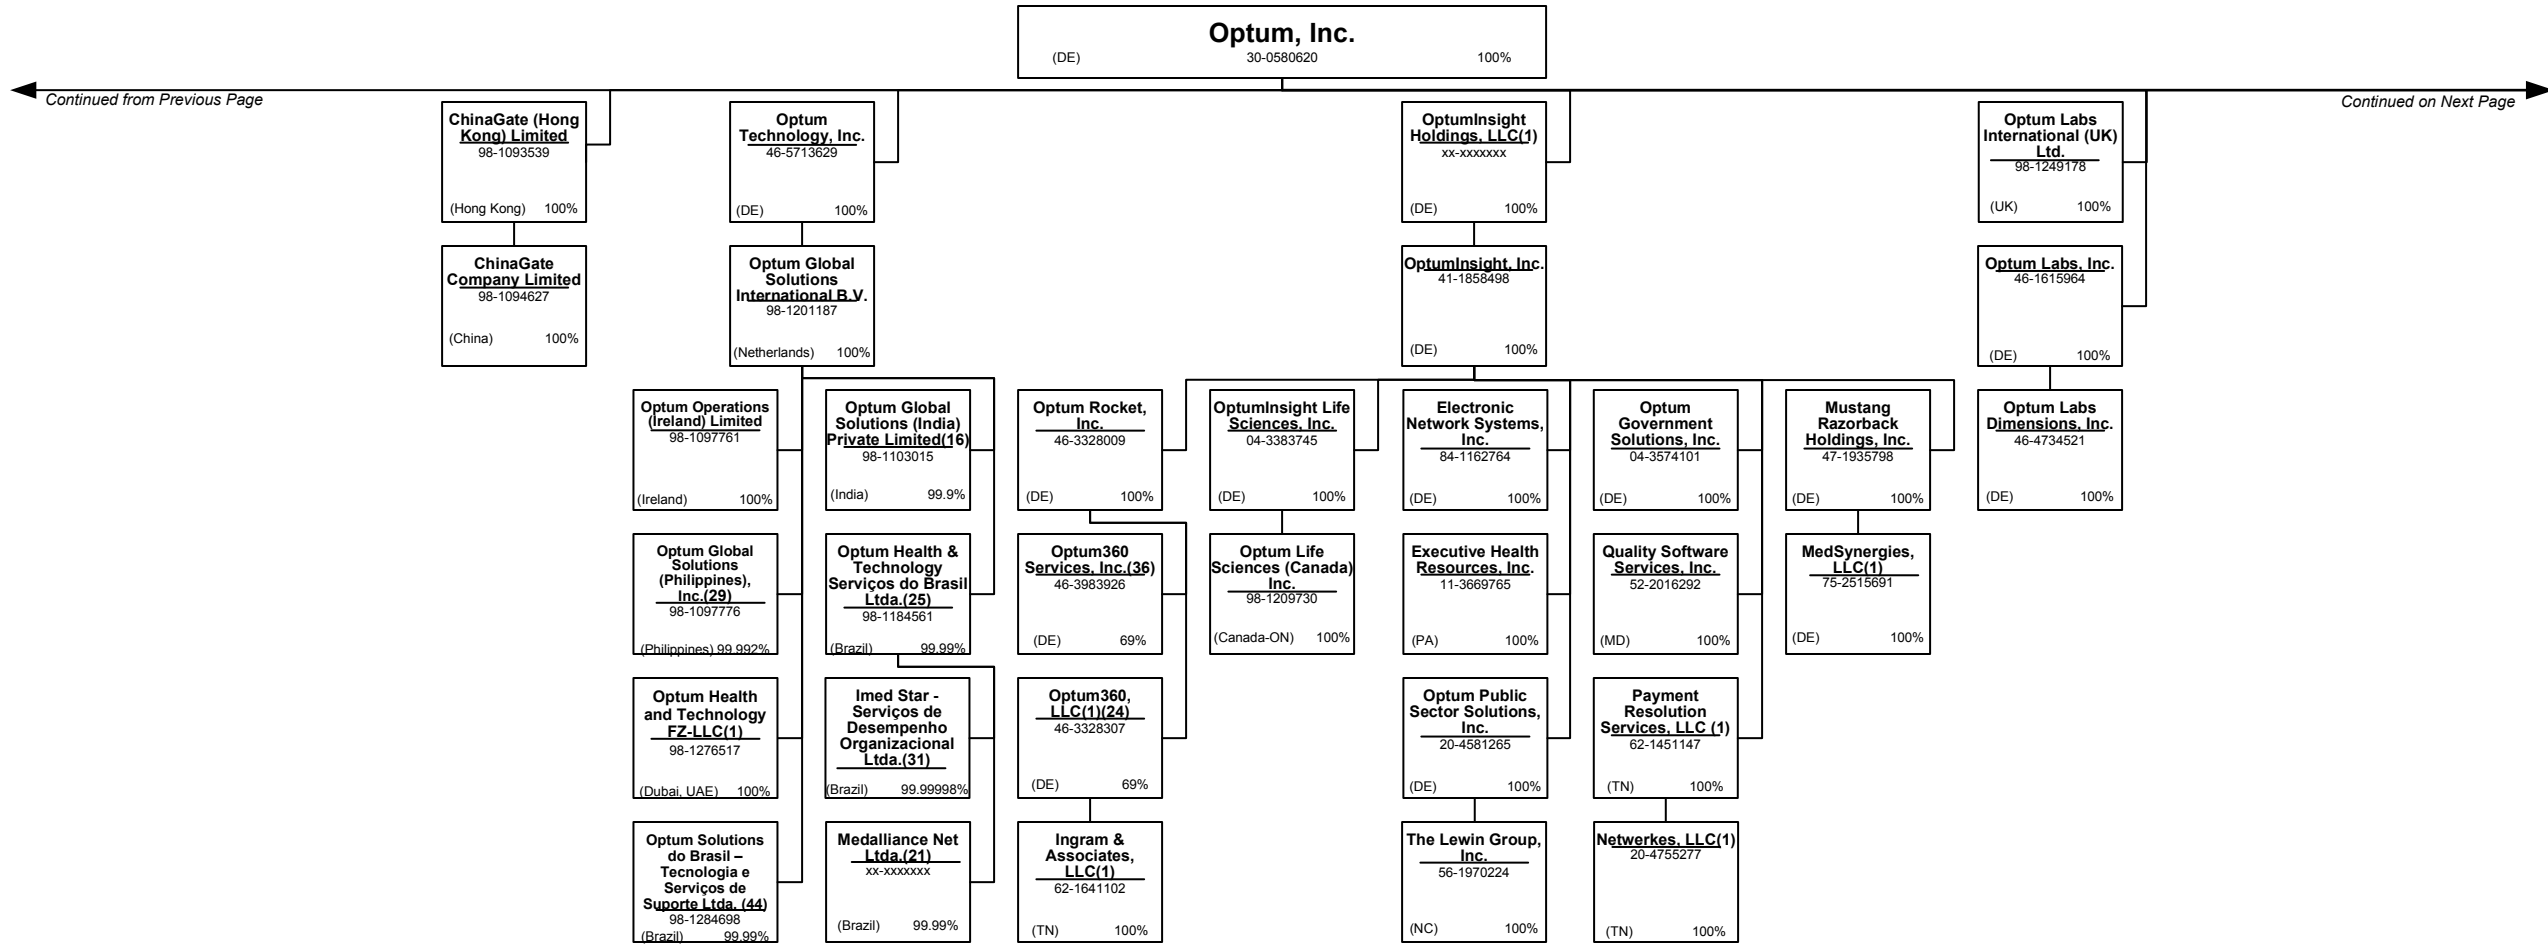 Optum, Inc.
(DE) 30-0580620 100%
Continued from Previous Page
Continued on Next Page
ChinaGate (Hong
Kong) Limited
98-1093539
(Hong Kong) 100%
Optum
Technology, Inc.
46-5713629
(DE) 100%
OptumInsight
Holdings, LLC(1)
xx-xxxxxxx
(DE) 100%
Optum Labs
International (UK)
Ltd.
98-1249178
(UK) 100%
ChinaGate
Company Limited
98-1094627
(China) 100%
Optum Global
Solutions
International B.V.
98-1201187
(Netherlands) 100%
OptumInsight, Inc.
41-1858498
(DE) 100%
Optum Labs, Inc.
46-1615964
(DE) 100%
Optum Operations
(Ireland) Limited
98-1097761
(Ireland) 100%
Optum Global
Solutions (India)
Private Limited(16)
98-1103015
(India) 99.9%
Optum Rocket,
Inc.
46-3328009
(DE) 100%
OptumInsight Life
Sciences, Inc.
04-3383745
(DE) 100%
Electronic
Network Systems,
Inc.
84-1162764
(DE) 100%
Optum
Government
Solutions, Inc.
04-3574101
(DE) 100%
Mustang
Razorback
Holdings, Inc.
47-1935798
(DE) 100%
Optum Labs
Dimensions, Inc.
46-4734521
(DE) 100%
Optum Global
Solutions
(Philippines),
Inc.(29)
98-1097776
(Philippines) 99.992%
Optum Health &
Technology
Serviços do Brasil
Ltda.(25)
98-1184561
(Brazil) 99.99%
Optum360
Services, Inc.(36)
46-3983926
(DE) 69%
Optum Life
Sciences (Canada)
Inc.
98-1209730
(Canada-ON) 100%
Executive Health
Resources, Inc.
11-3669765
(PA) 100%
Quality Software
Services, Inc.
52-2016292
(MD) 100%
MedSynergies,
LLC(1)
75-2515691
(DE) 100%
Optum Health
and Technology
FZ-LLC(1)
98-1276517
(Dubai, UAE) 100%
Imed Star -
Serviços de
Desempenho
Organizacional
Ltda.(31)
(Brazil) 99.99998%
Optum360,
LLC(1)(24)
46-3328307
(DE) 69%
Optum Public
Sector Solutions,
Inc.
20-4581265
(DE) 100%
Payment
Resolution
Services, LLC (1)
62-1451147
(TN) 100%
Optum Solutions
do Brasil –
Tecnologia e
Serviços de
Suporte Ltda. (44)
98-1284698
(Brazil) 99.99%
Medalliance Net
Ltda.(21)
xx-xxxxxxx
(Brazil) 99.99%
Ingram &
Associates,
LLC(1)
62-1641102
(TN) 100%
The Lewin Group,
Inc.
56-1970224
(NC) 100%
Netwerkes, LLC(1)
20-4755277
(TN) 100%